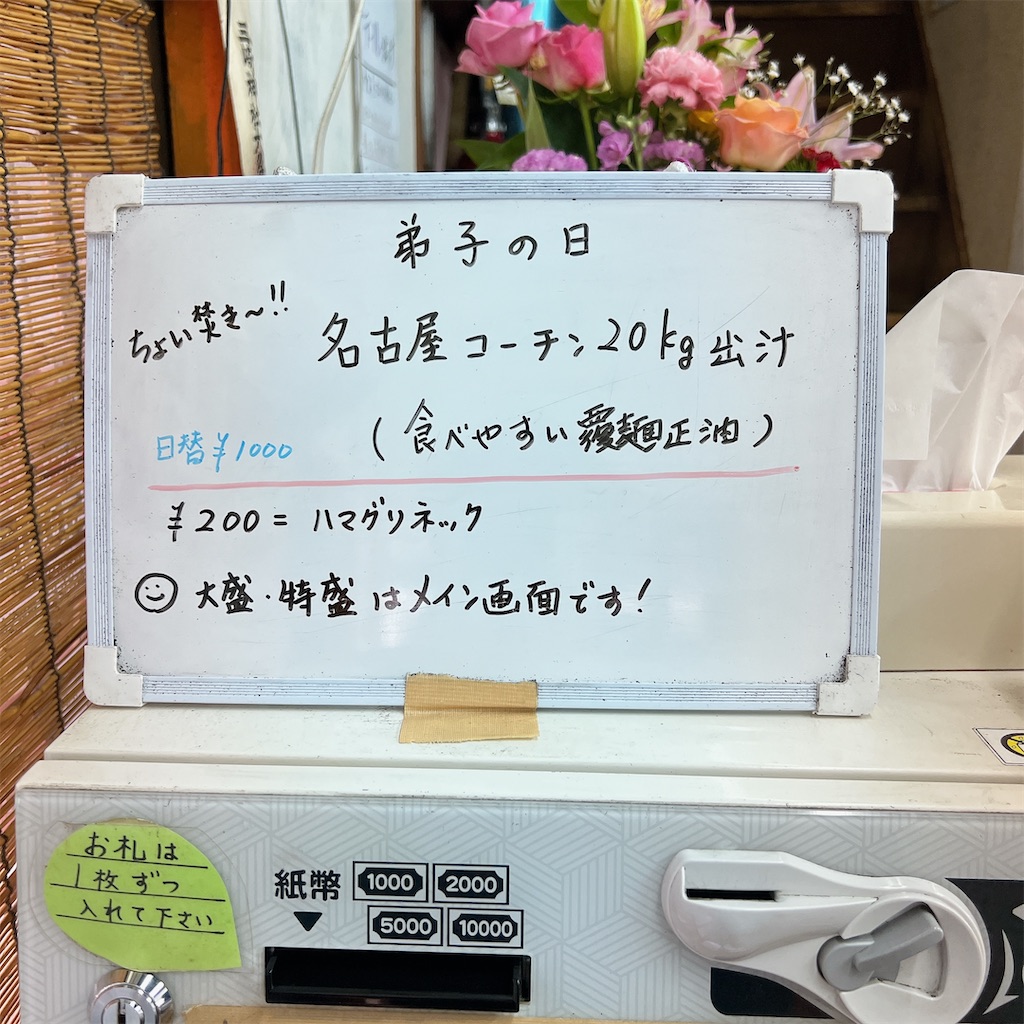 弟子の日
ちょい焚き〜!!
名古屋コーチン20kg出汁
(食べやすい覆麺正油)
日替¥1000
¥200=ハマグリネック
大盛・特盛はメイン画面です!
お札は
1枚ずつ
入れて下さい
紙幣
1000 2000
5000 10000